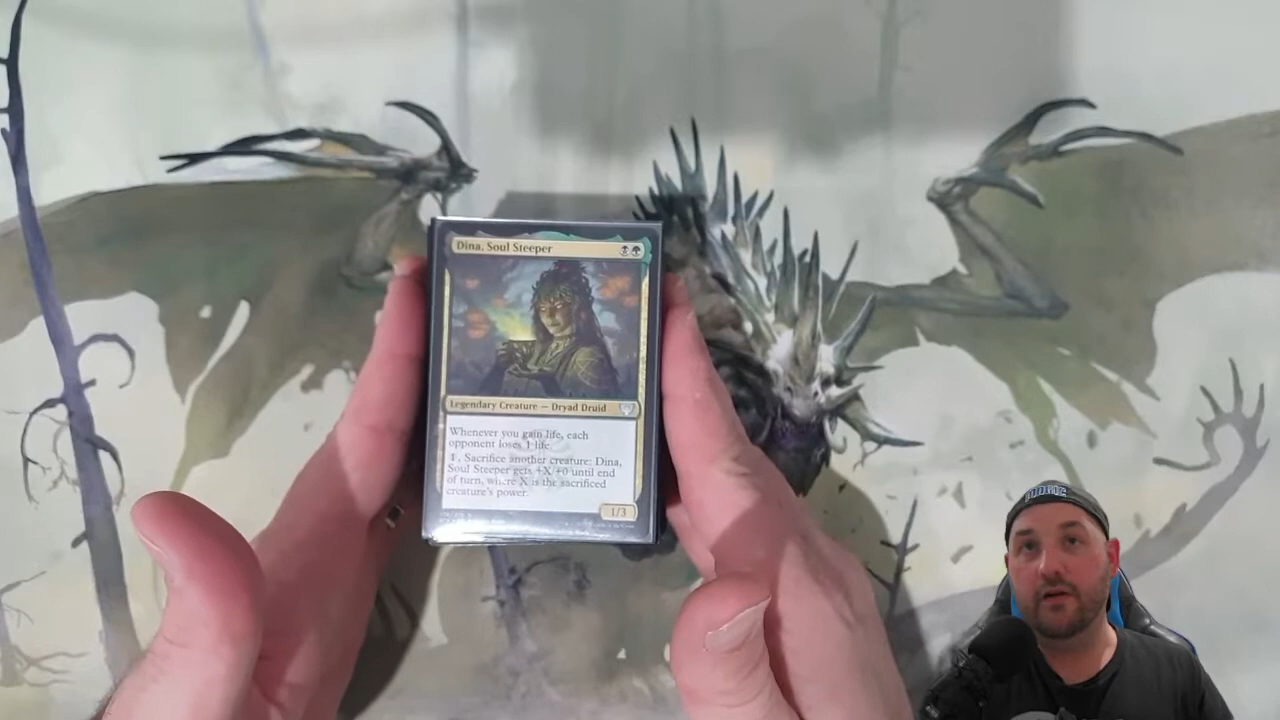 Dina, Soul Steeper
Legendary Creature — Dryad Druid
Whenever you gain life, each
opponent loses 1 life.
1, Sacrifice another creature: Dina,
Soul Steeper gets +X/+0 until end
of turn, where X is the sacrificed
creature's power.
1/3